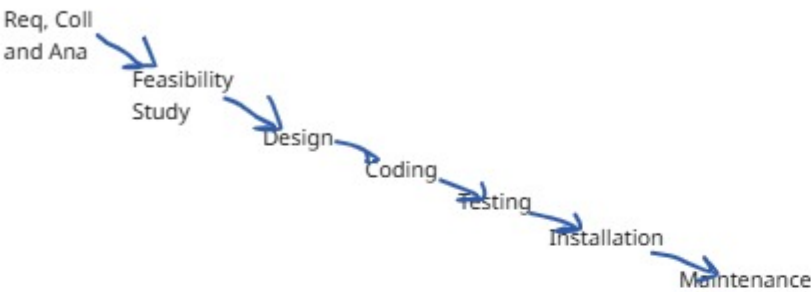 Req, Coll
and Ana
Feasibility
Study
Design
Coding
Testing
Installation
Maintenance